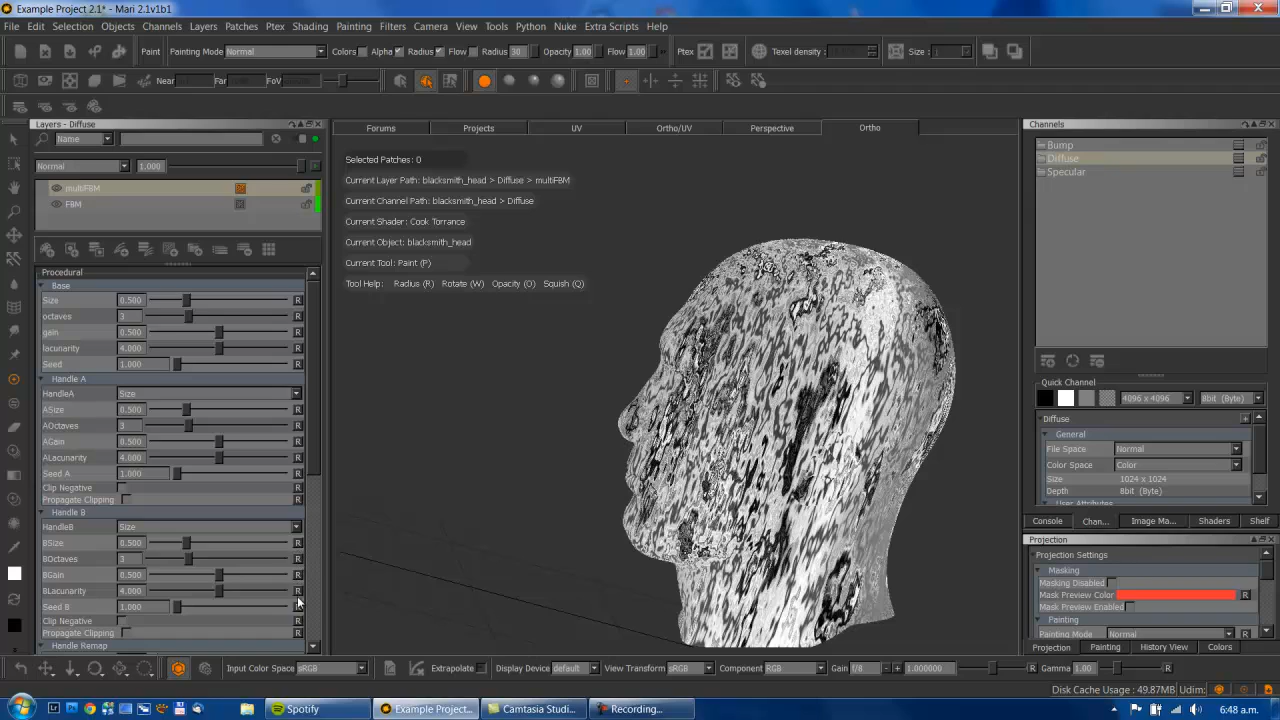 Example Project 2.1* - Mari 2.1v1b1
File Edit Selection Objects Channels Layers Patches Ptex Shading Painting Filters Camera View Tools Python Nuke Extra Scripts Help
Paint Painting Mode Normal Colors Alpha Radius Flow Radius 30 Opacity 1.00 Flow 1.00 Ptex Texel density: Size :
Near Far FoV
Layers - Diffuse
Name
Normal 1.000
multiFBM
FBM
Procedural
Base
Size 0.500 R
octaves 3 R
gain 0.500 R
lacunarity 4.000 R
Seed 1.000 R
Handle A
HandleA Size
ASize 0.500 R
AOctaves 3 R
AGain 0.500 R
ALacunarity 4.000 R
Seed A 1.000 R
Clip Negative R
Propagate Clipping R
Handle B
HandleB Size
BSize 0.500 R
BOctaves 3 R
BGain 0.500 R
BLacunarity 4.000 R
Seed B 1.000
Clip Negative R
Propagate Clipping R
Handle Remap
Forums Projects UV Ortho/UV Perspective Ortho
Selected Patches: 0
Current Layer Path: blacksmith_head > Diffuse > multiFBM
Current Channel Path: blacksmith_head > Diffuse
Current Shader: Cook Torrance
Current Object: blacksmith_head
Current Tool: Paint (P)
Tool Help: Radius (R) Rotate (W) Opacity (O) Squish (Q)
Channels
Bump
Diffuse
Specular
Quick Channel
4096 x 4096 8bit (Byte)
Diffuse
General
File Space Normal
Color Space Color
Size 1024 x 1024
Depth 8bit (Byte)
User Attributes
Console Chan... Image Ma... Shaders Shelf
Projection
Projection Settings
Masking
Masking Disabled
Mask Preview Color R
Mask Preview Enabled
Painting
Painting Mode Normal
Projection Painting History View Colors
Input Color Space sRGB Extrapolate Display Device default View Transform sRGB Component RGB Gain f/8 - + 1.000000 R Gamma 1.00 R
Disk Cache Usage : 49.87MB Udim:
Spotify Example Project... Camtasia Studi... Recording... 6:48 a.m.